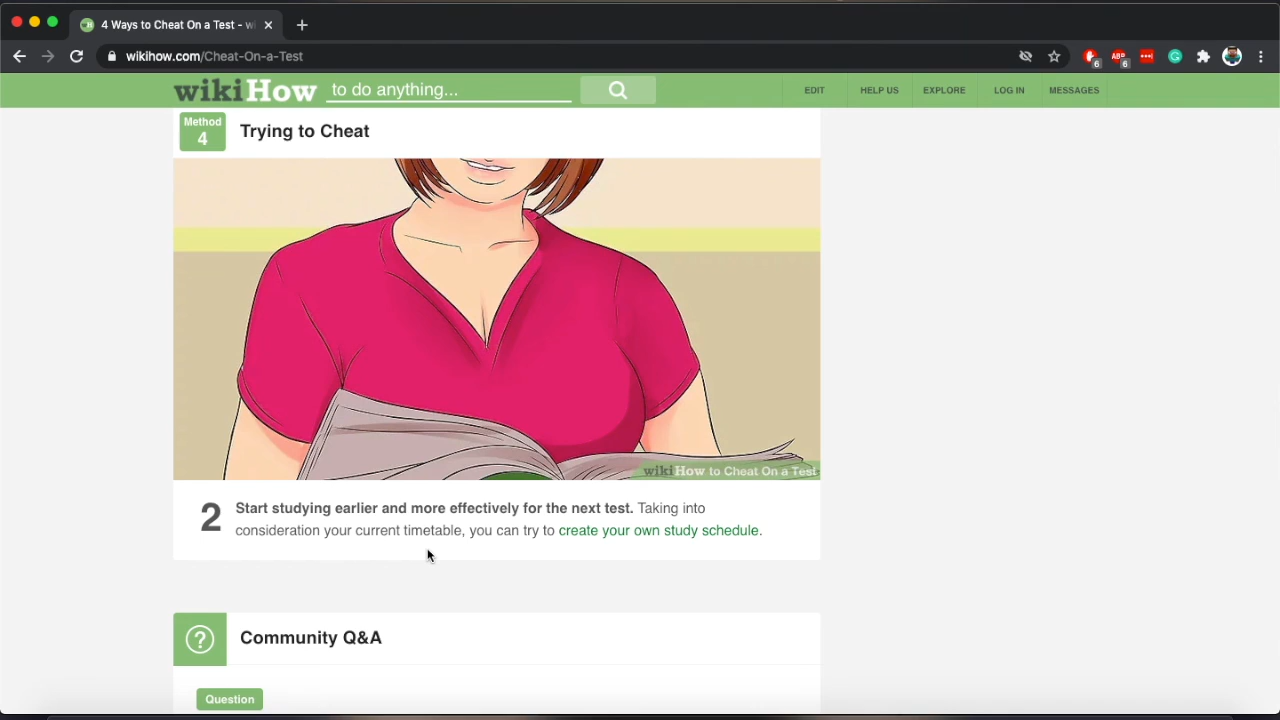 4 Ways to Cheat On a Test - wi
wikihow.com/Cheat-On-a-Test
6
ABP
6
wikiHow
to do anything...
EDIT
HELP US
EXPLORE
LOG IN
MESSAGES
Method
4
Trying to Cheat
wikiHow to Cheat On a Test
2
Start studying earlier and more effectively for the next test. Taking into
consideration your current timetable, you can try to create your own study schedule.
?
Community Q&A
Question